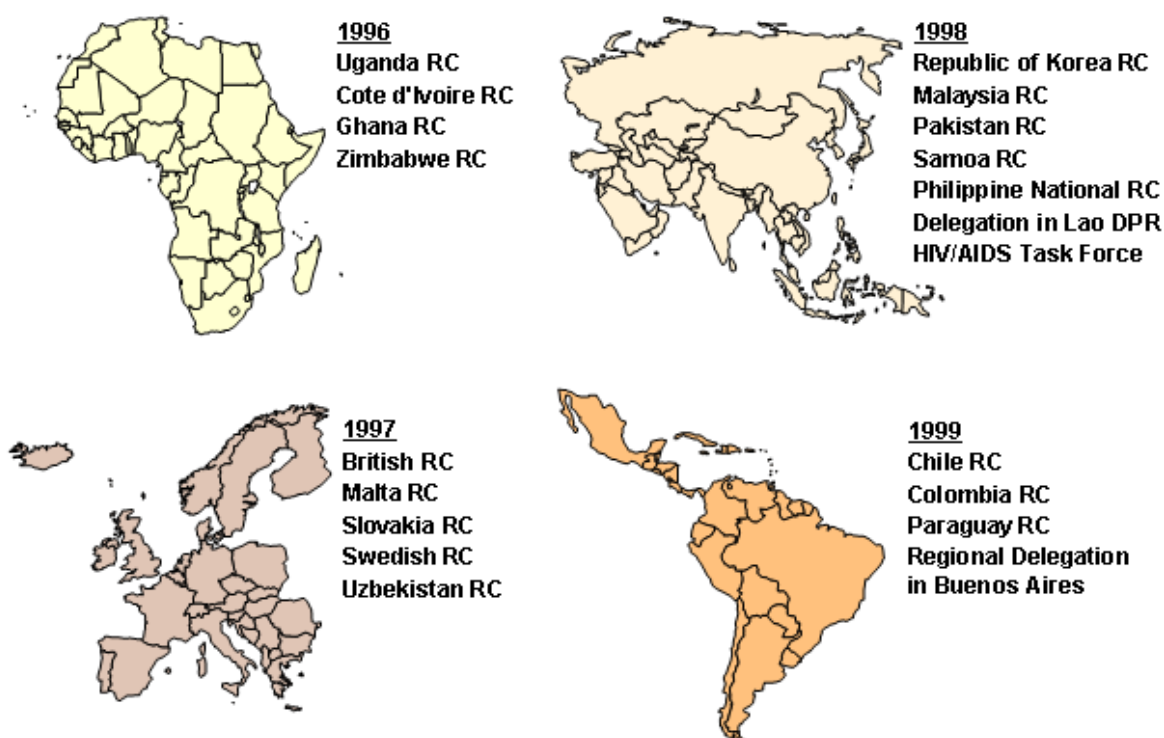 1996
Uganda RC
Cote d'Ivoire RC
Ghana RC
Zimbabwe RC
1998
Republic of Korea RC
Malaysia RC
Pakistan RC
Samoa RC
Philippine National RC
Delegation in Lao DPR
HIV/AIDS Task Force
1997
British RC
Malta RC
Slovakia RC
Swedish RC
Uzbekistan RC
1999
Chile RC
Colombia RC
Paraguay RC
Regional Delegation
in Buenos Aires